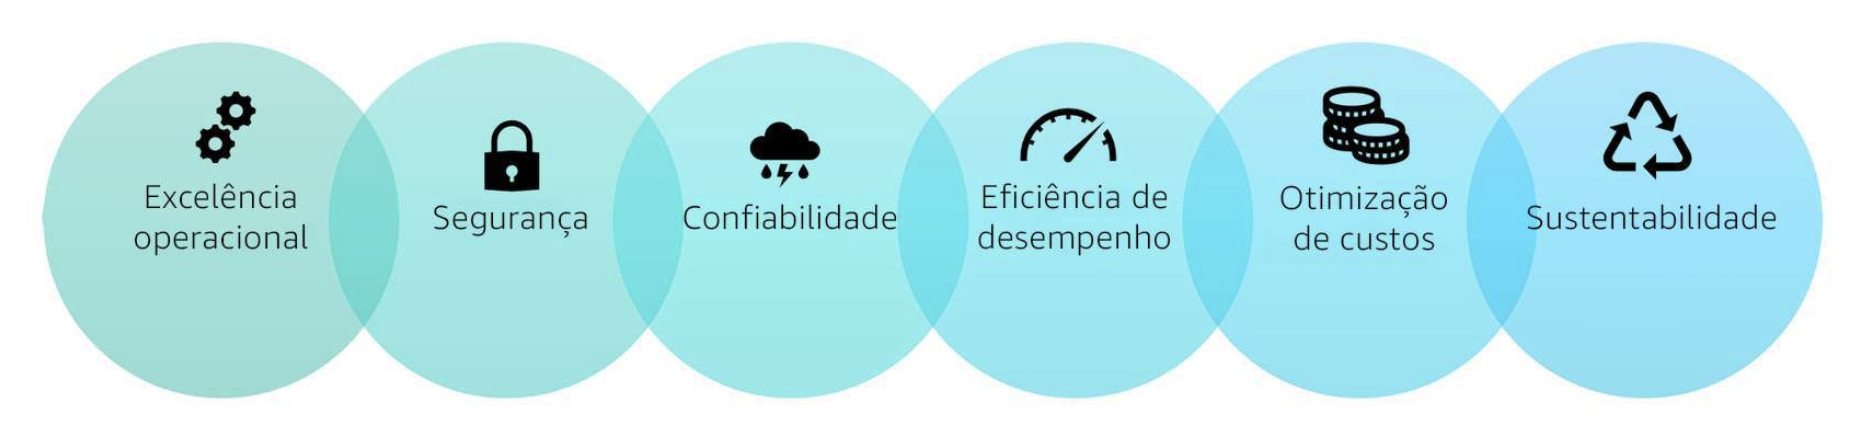 Excelência
operacional
Segurança
Confiabilidade
Eficiência de
desempenho
Otimização
de custos
Sustentabilidade